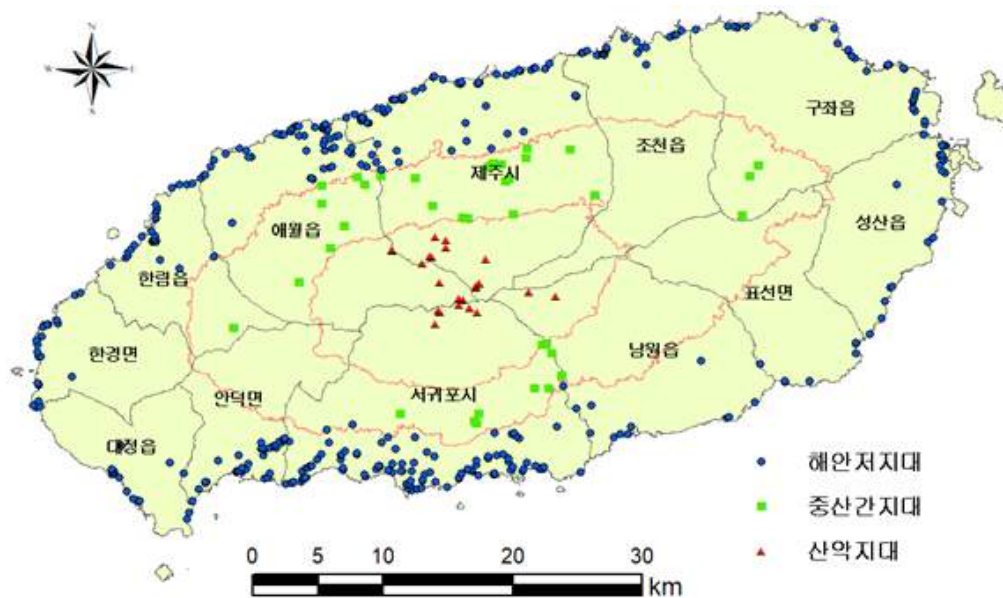 N
W
E
S
구좌읍
조천읍
제주시
성산읍
애월읍
한림읍
표선면
한경면
남원읍
안덕면
서귀포시
대정읍
해안저지대
중산간지대
산악지대
0 5 10 20 30
km